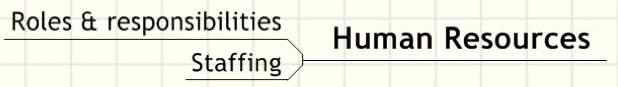 Roles & responsibilities
Human Resources
Staffing